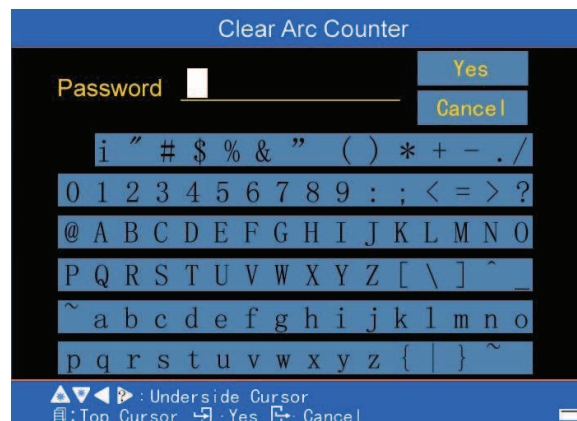 Clear Arc Counter
Password
Yes
Cancel
i ″ # $ % & ” ( ) * + - . /
0 1 2 3 4 5 6 7 8 9 : ; < = > ?
@ A B C D E F G H I J K L M N O
P Q R S T U V W X Y Z [ \ ] ^ _
~ a b c d e f g h i j k l m n o
p q r s t u v w x y z { | } ~
: Underside Cursor
: Top Cursor : Yes : Cancel